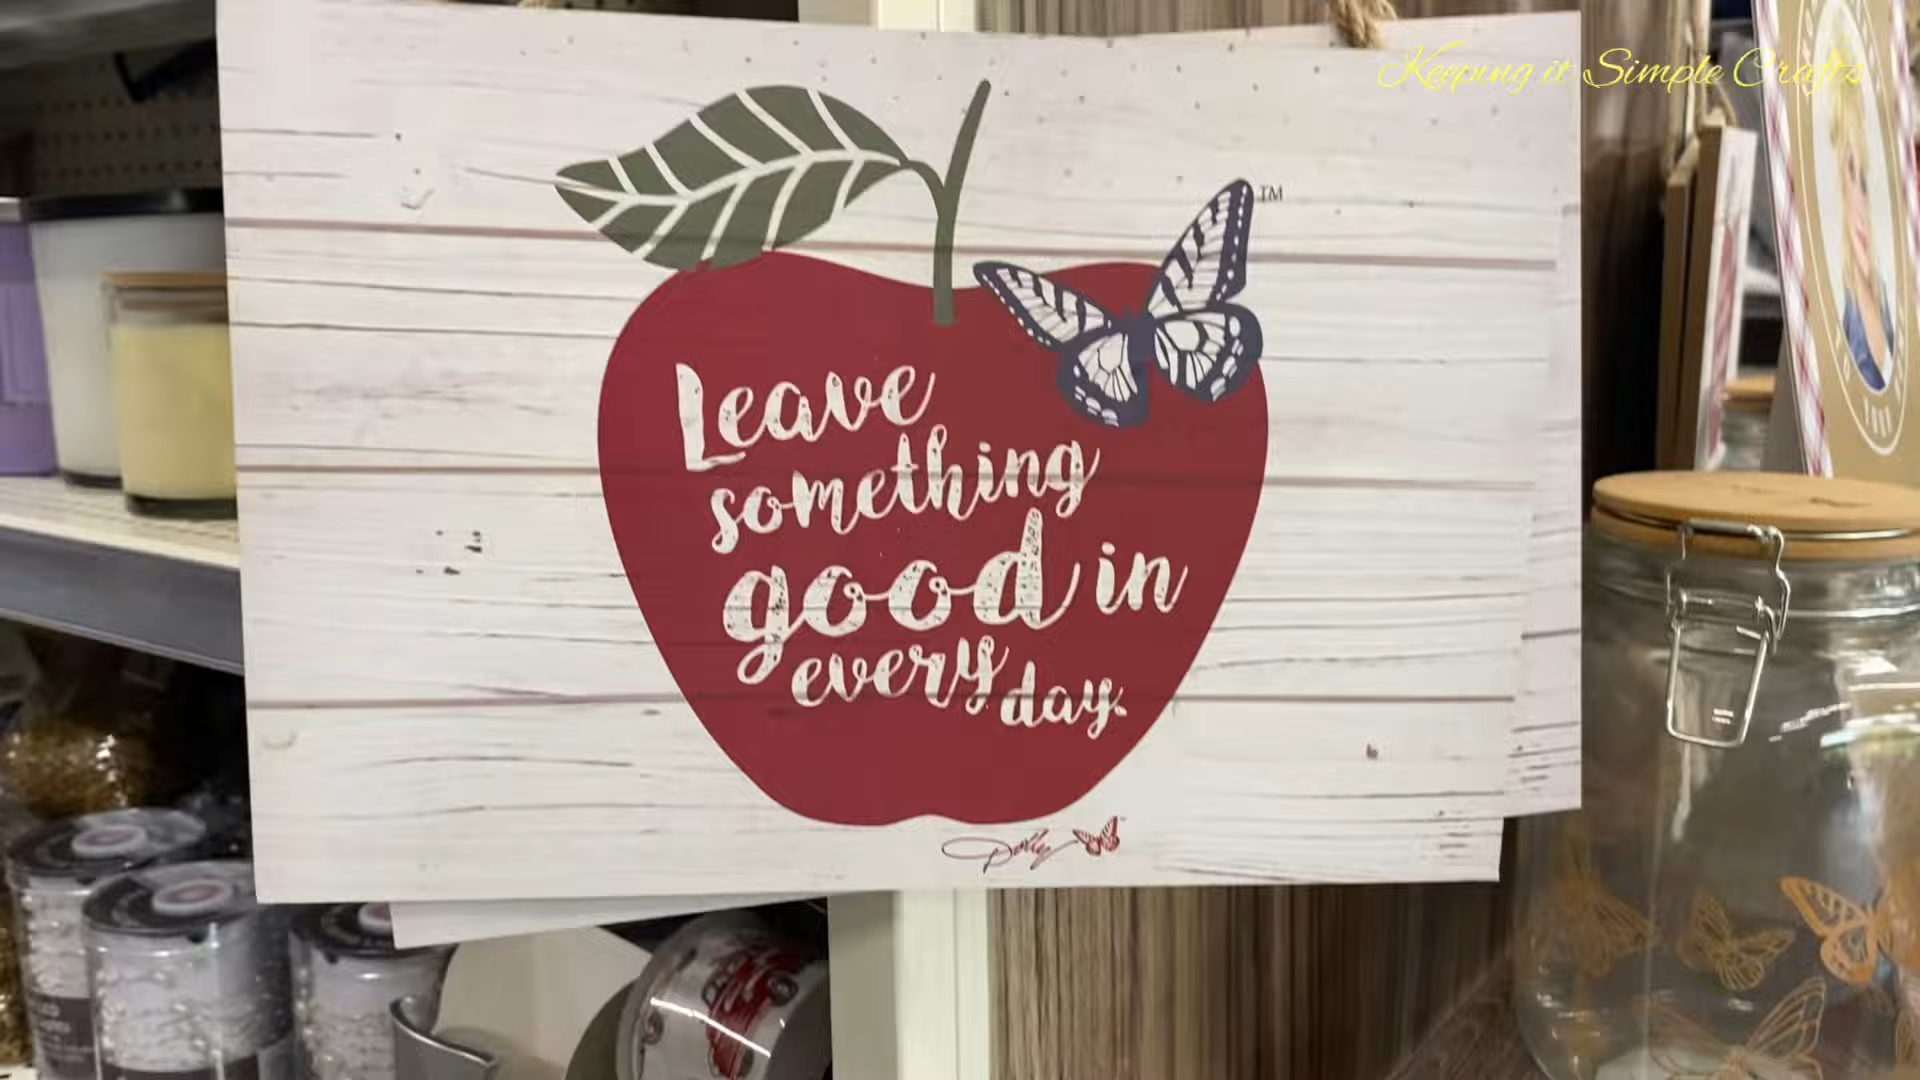 Keeping it Simple Crafts
TM
Leave
something
good in
every day.
Dolly